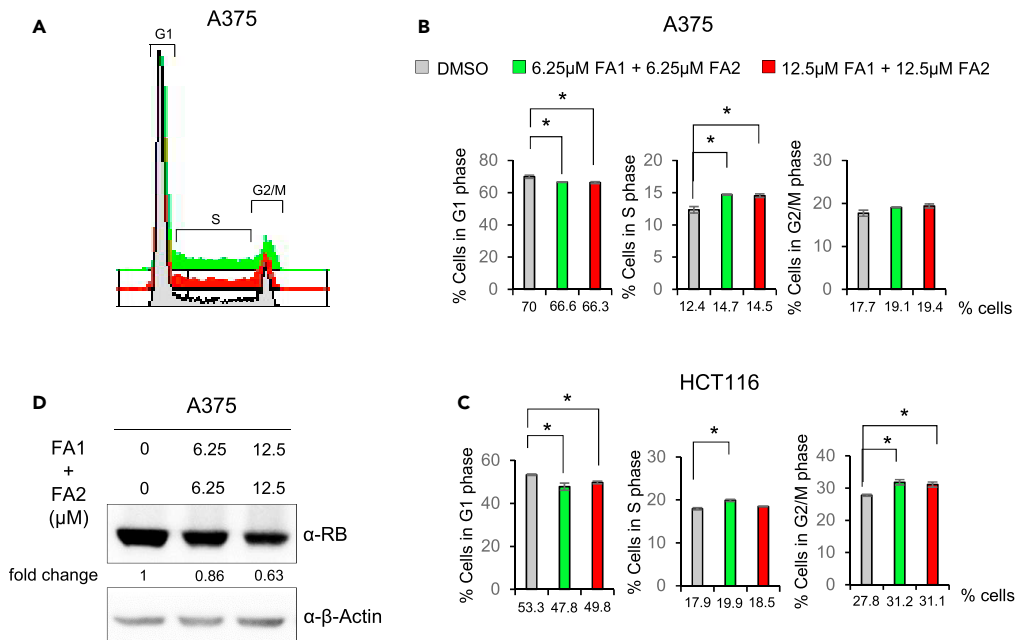 A
A375
G1
S
G2/M
B
A375
DMSO
6.25µM FA1 + 6.25µM FA2
12.5µM FA1 + 12.5µM FA2
% Cells in G1 phase
80
60
40
20
0
*
*
70 66.6 66.3
% Cells in S phase
20
15
10
5
0
*
*
12.4 14.7 14.5
% Cells in G2/M phase
30
20
10
0
17.7 19.1 19.4
% cells
C
HCT116
% Cells in G1 phase
60
40
20
0
*
*
53.3 47.8 49.8
% Cells in S phase
30
20
10
0
*
17.9 19.9 18.5
% Cells in G2/M phase
40
30
20
10
0
*
*
27.8 31.2 31.1
% cells
D
A375
FA1 0 6.25 12.5
+
FA2 0 6.25 12.5
(µM)
α-RB
fold change 1 0.86 0.63
α-β-Actin